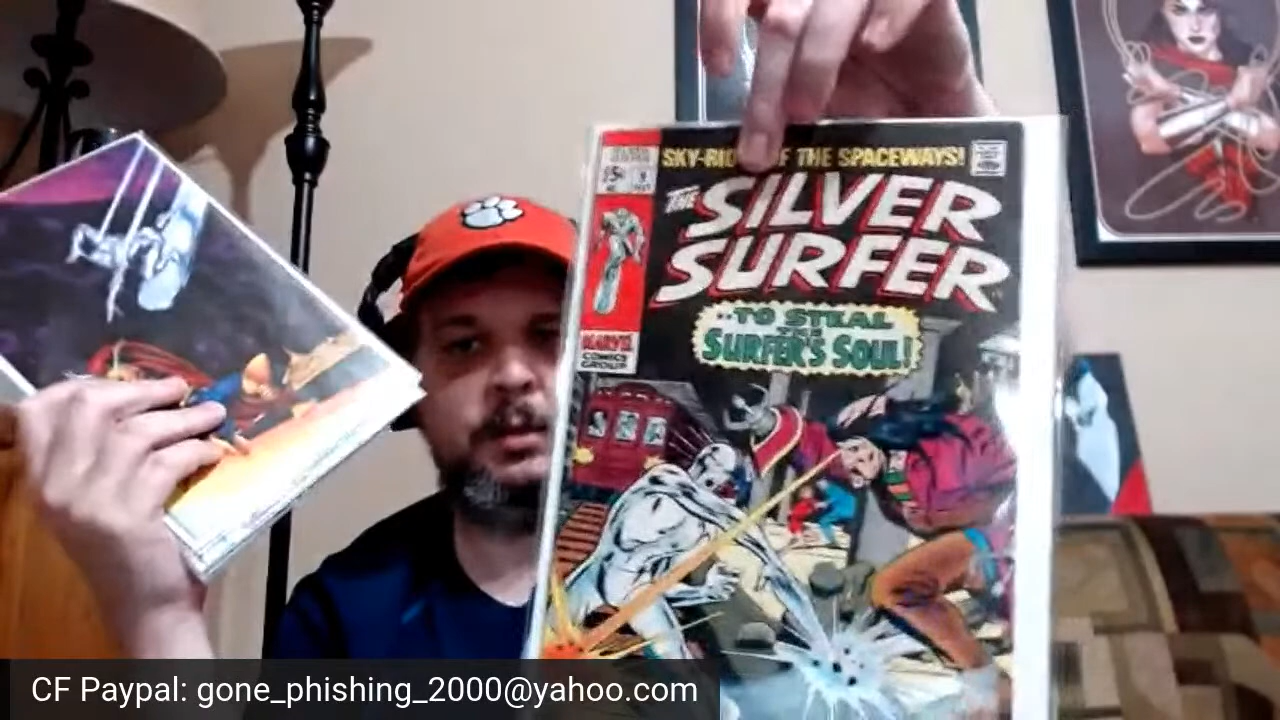 SKY-RIDER OF THE SPACEWAYS!
15¢ 9
THE
SILVER
SURFER
MARVEL
COMICS
GROUP
..TO STEAL
THE
SURFER'S SOUL!
CF Paypal: gone_phishing_2000@yahoo.com